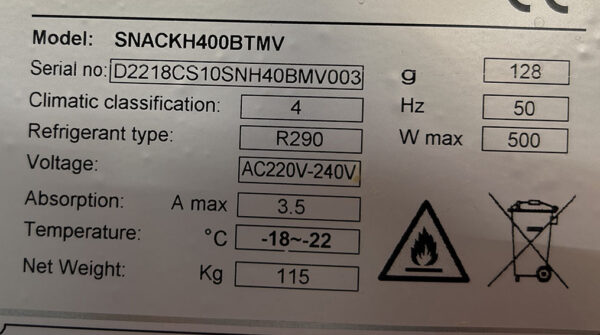 CE
Model: SNACKH400BTMV
Serial no: D2218CS10SNH40BMV003 g 128
Climatic classification: 4 Hz 50
Refrigerant type: R290 W max 500
Voltage: AC220V-240V
Absorption: A max 3.5
Temperature: °C -18~-22
Net Weight: Kg 115